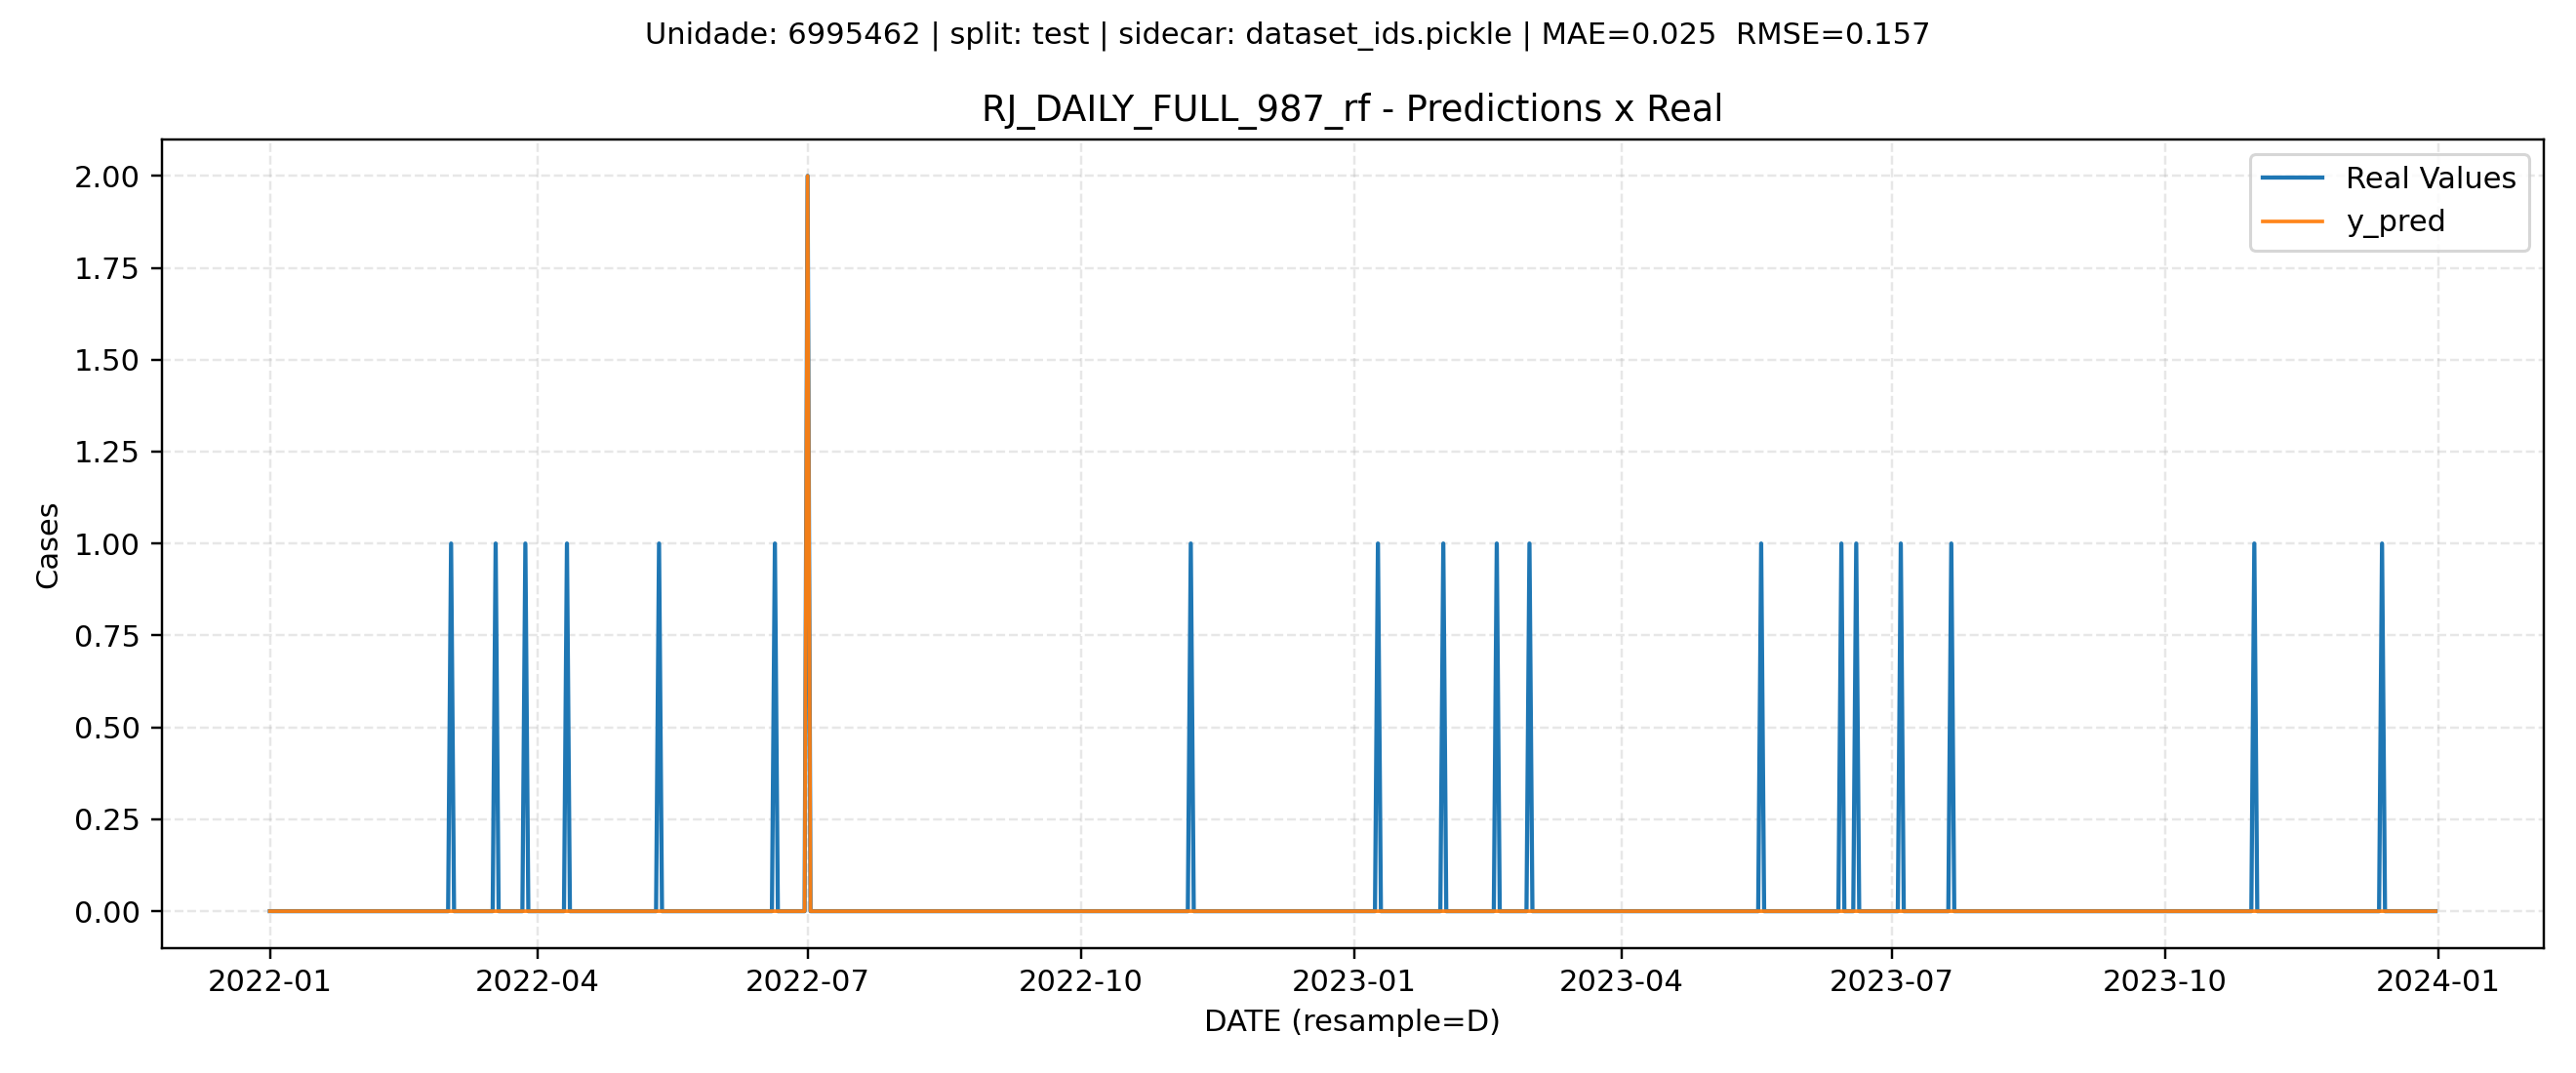 Unidade: 6995462 | split: test | sidecar: dataset_ids.pickle | MAE=0.025  RMSE=0.157
RJ_DAILY_FULL_987_rf - Predictions x Real
Real Values
y_pred
Cases
2.00
1.75
1.50
1.25
1.00
0.75
0.50
0.25
0.00
2022-01 2022-04 2022-07 2022-10 2023-01 2023-04 2023-07 2023-10 2024-01
DATE (resample=D)